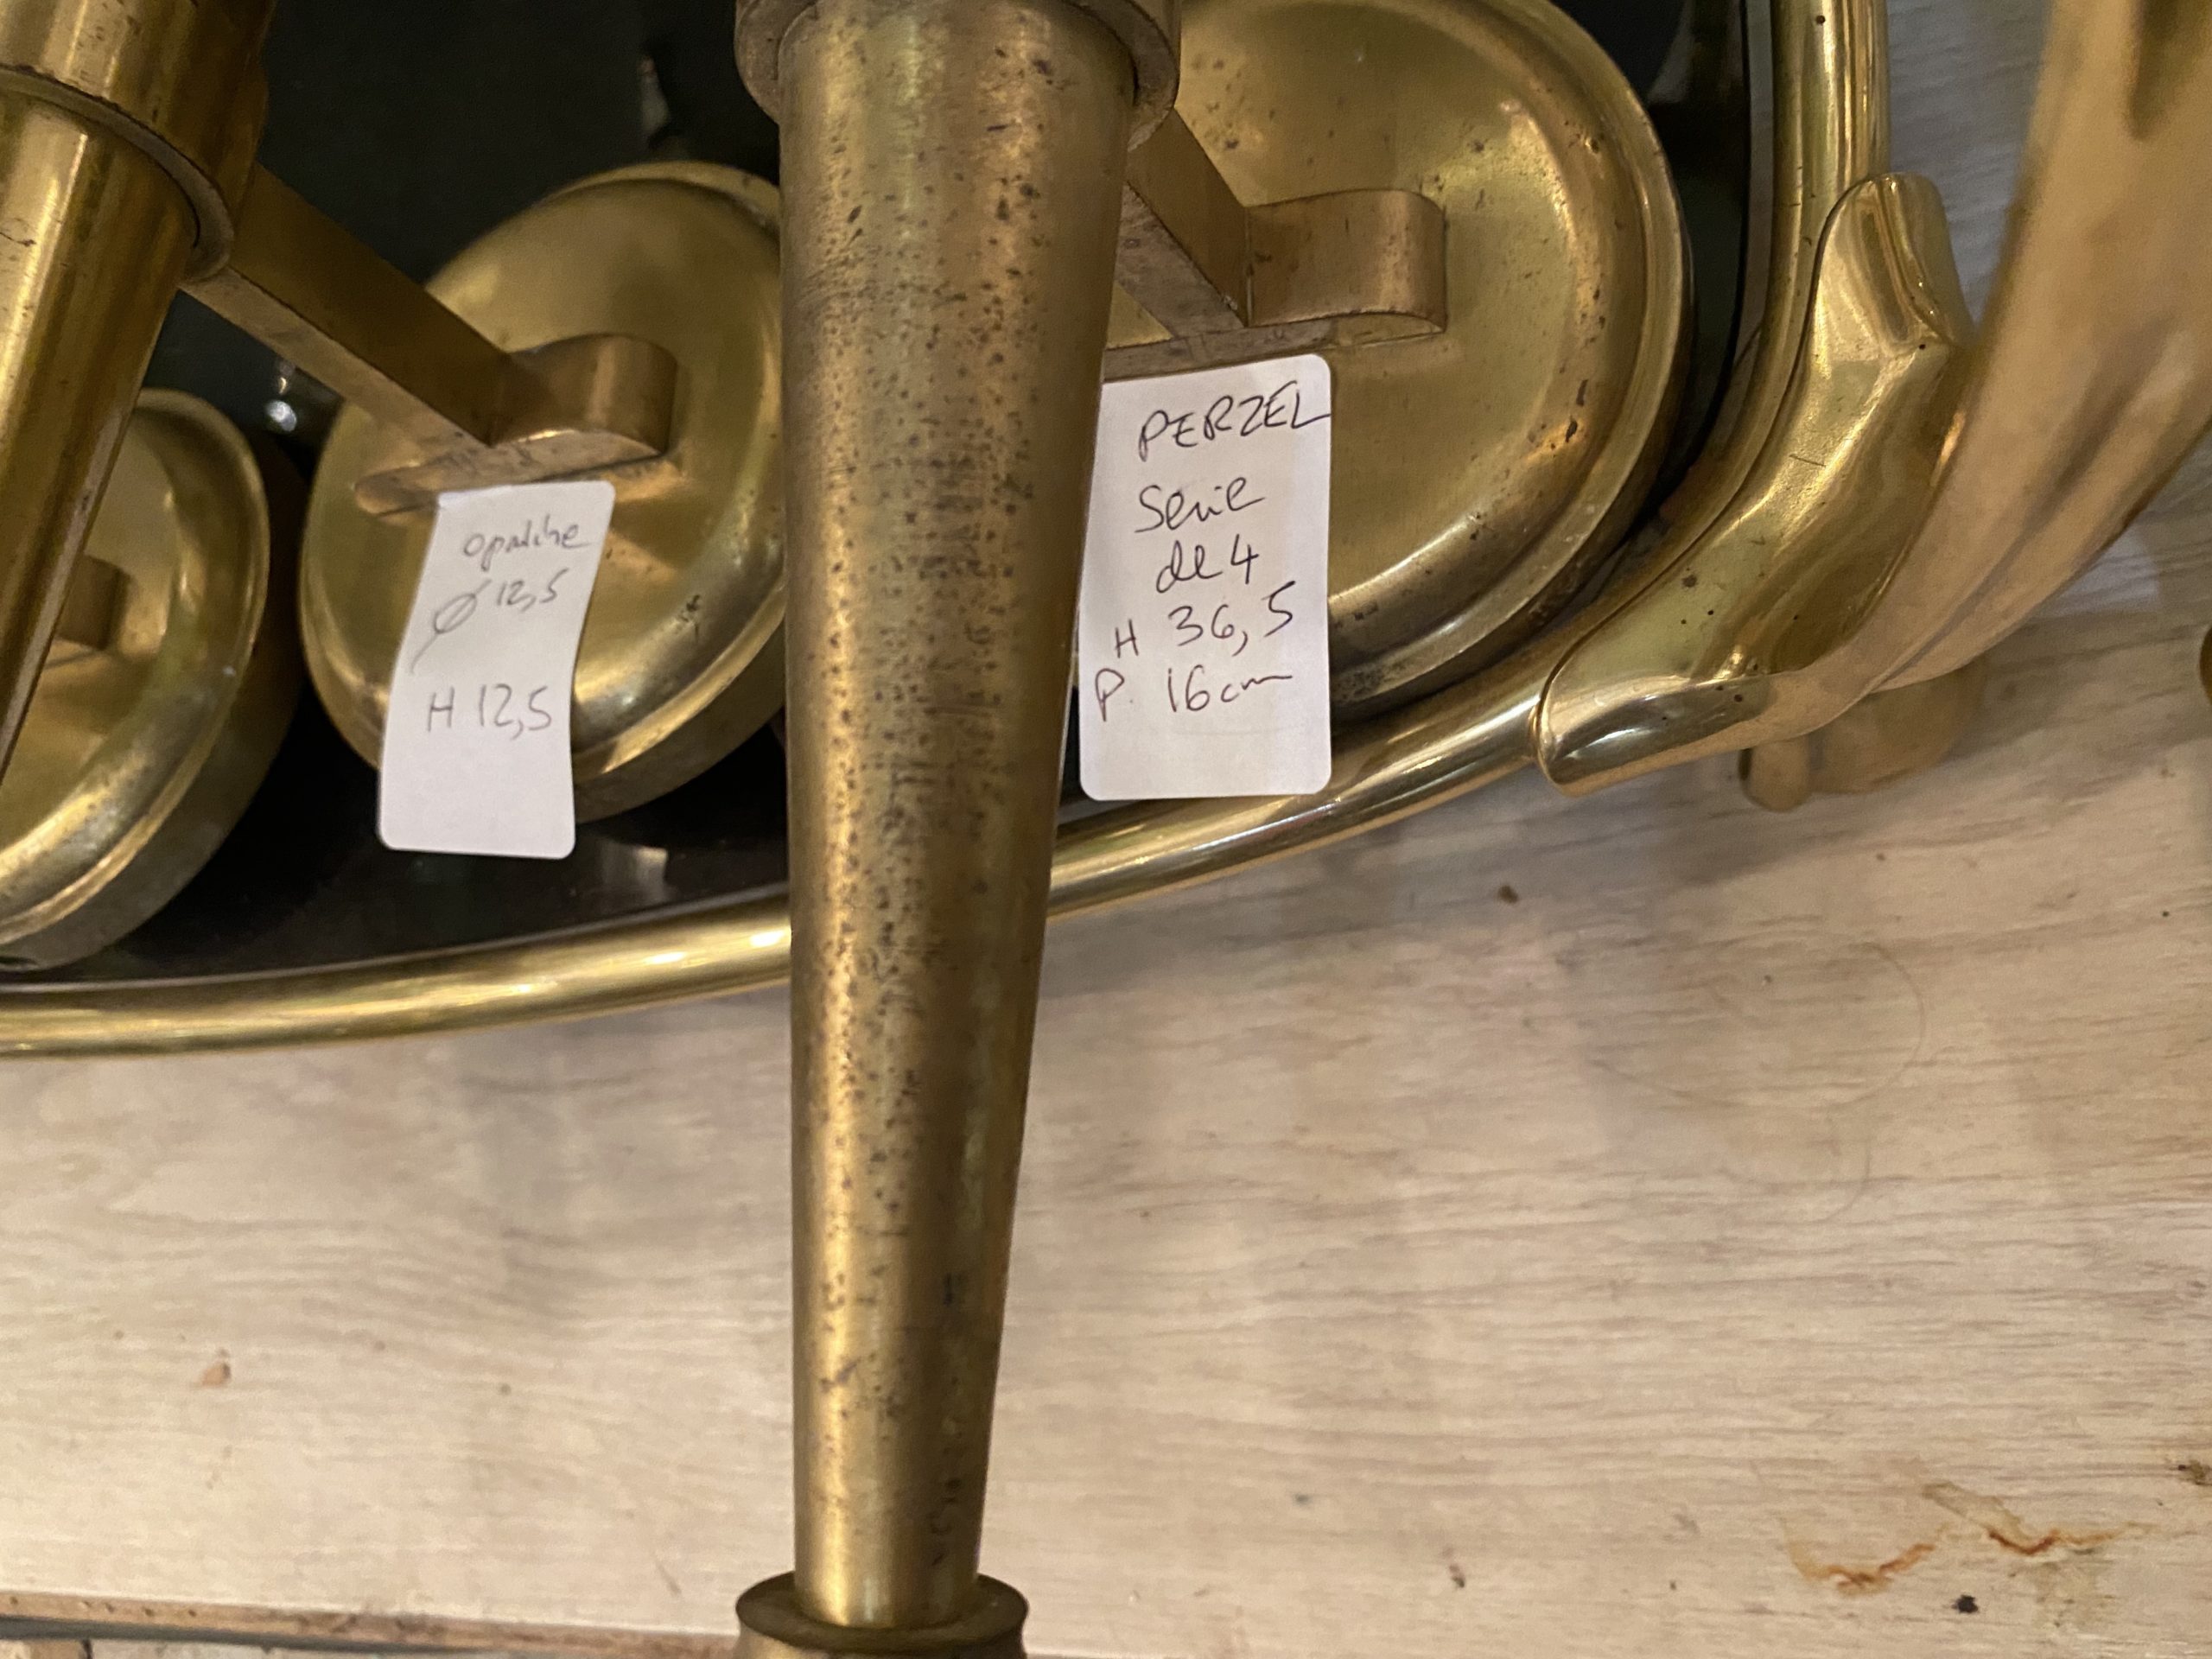 opaline
Ø 12,5
H 12,5
PERZEL
Serie
de 4
H 36,5
P. 16cm